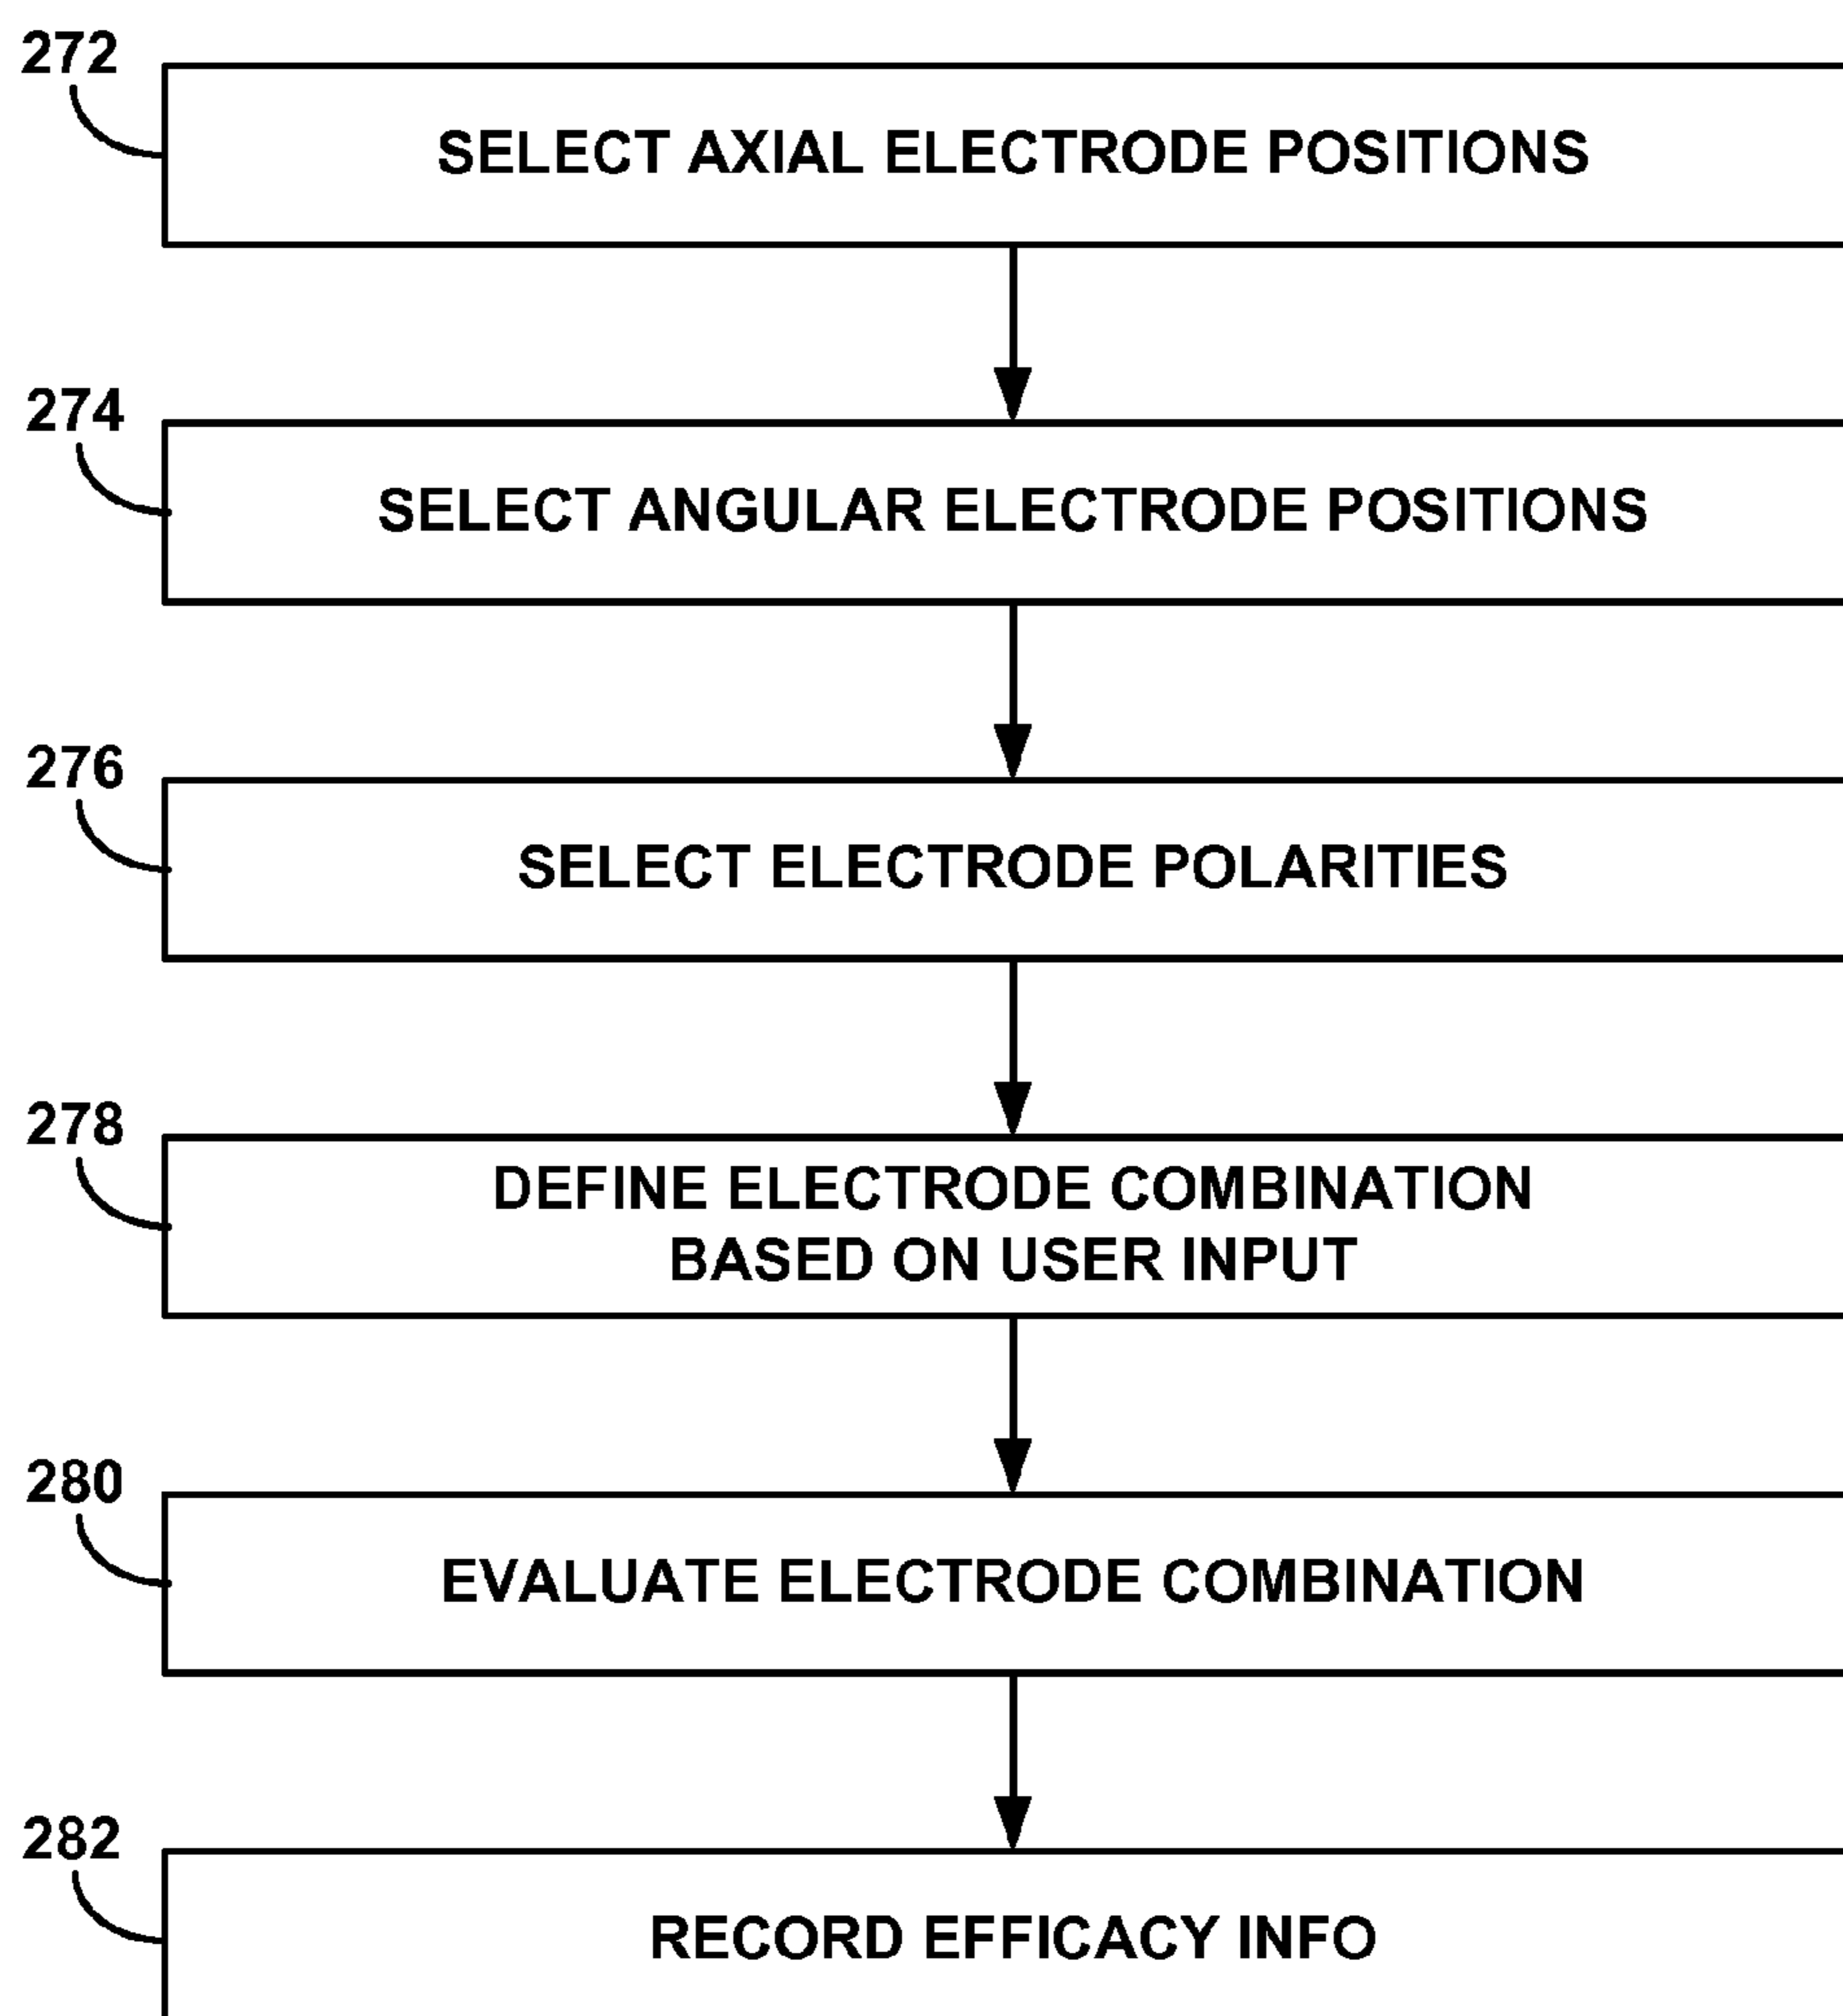 272
SELECT AXIAL ELECTRODE POSITIONS
274
SELECT ANGULAR ELECTRODE POSITIONS
276
SELECT ELECTRODE POLARITIES
278
DEFINE ELECTRODE COMBINATION
BASED ON USER INPUT
280
EVALUATE ELECTRODE COMBINATION
282
RECORD EFFICACY INFO